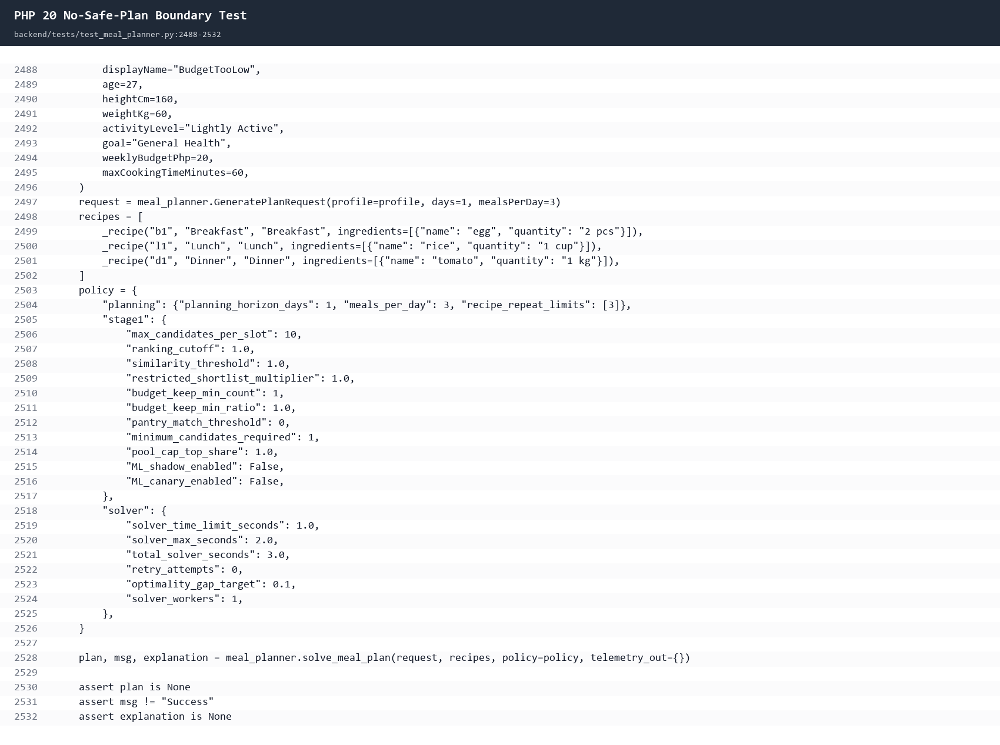 PHP 20 No-Safe-Plan Boundary Test
backend/tests/test_meal_planner.py:2488-2532
2488         displayName="BudgetTooLow",
2489         age=27,
2490         heightCm=160,
2491         weightKg=60,
2492         activityLevel="Lightly Active",
2493         goal="General Health",
2494         weeklyBudgetPhp=20,
2495         maxCookingTimeMinutes=60,
2496     )
2497     request = meal_planner.GeneratePlanRequest(profile=profile, days=1, mealsPerDay=3)
2498     recipes = [
2499         _recipe("b1", "Breakfast", "Breakfast", ingredients=[{"name": "egg", "quantity": "2 pcs"}]),
2500         _recipe("l1", "Lunch", "Lunch", ingredients=[{"name": "rice", "quantity": "1 cup"}]),
2501         _recipe("d1", "Dinner", "Dinner", ingredients=[{"name": "tomato", "quantity": "1 kg"}]),
2502     ]
2503     policy = {
2504         "planning": {"planning_horizon_days": 1, "meals_per_day": 3, "recipe_repeat_limits": [3]},
2505         "stage1": {
2506             "max_candidates_per_slot": 10,
2507             "ranking_cutoff": 1.0,
2508             "similarity_threshold": 1.0,
2509             "restricted_shortlist_multiplier": 1.0,
2510             "budget_keep_min_count": 1,
2511             "budget_keep_min_ratio": 1.0,
2512             "pantry_match_threshold": 0,
2513             "minimum_candidates_required": 1,
2514             "pool_cap_top_share": 1.0,
2515             "ML_shadow_enabled": False,
2516             "ML_canary_enabled": False,
2517         },
2518         "solver": {
2519             "solver_time_limit_seconds": 1.0,
2520             "solver_max_seconds": 2.0,
2521             "total_solver_seconds": 3.0,
2522             "retry_attempts": 0,
2523             "optimality_gap_target": 0.1,
2524             "solver_workers": 1,
2525         },
2526     }
2527
2528     plan, msg, explanation = meal_planner.solve_meal_plan(request, recipes, policy=policy, telemetry_out={})
2529
2530     assert plan is None
2531     assert msg != "Success"
2532     assert explanation is None